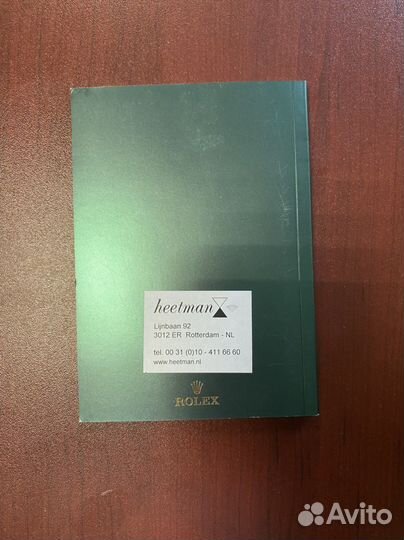 heetman
Lijnbaan 92
3012 ER Rotterdam - NL
tel: 00 31 (0)10 - 411 66 60
www.heetman.nl
ROLEX
Avito